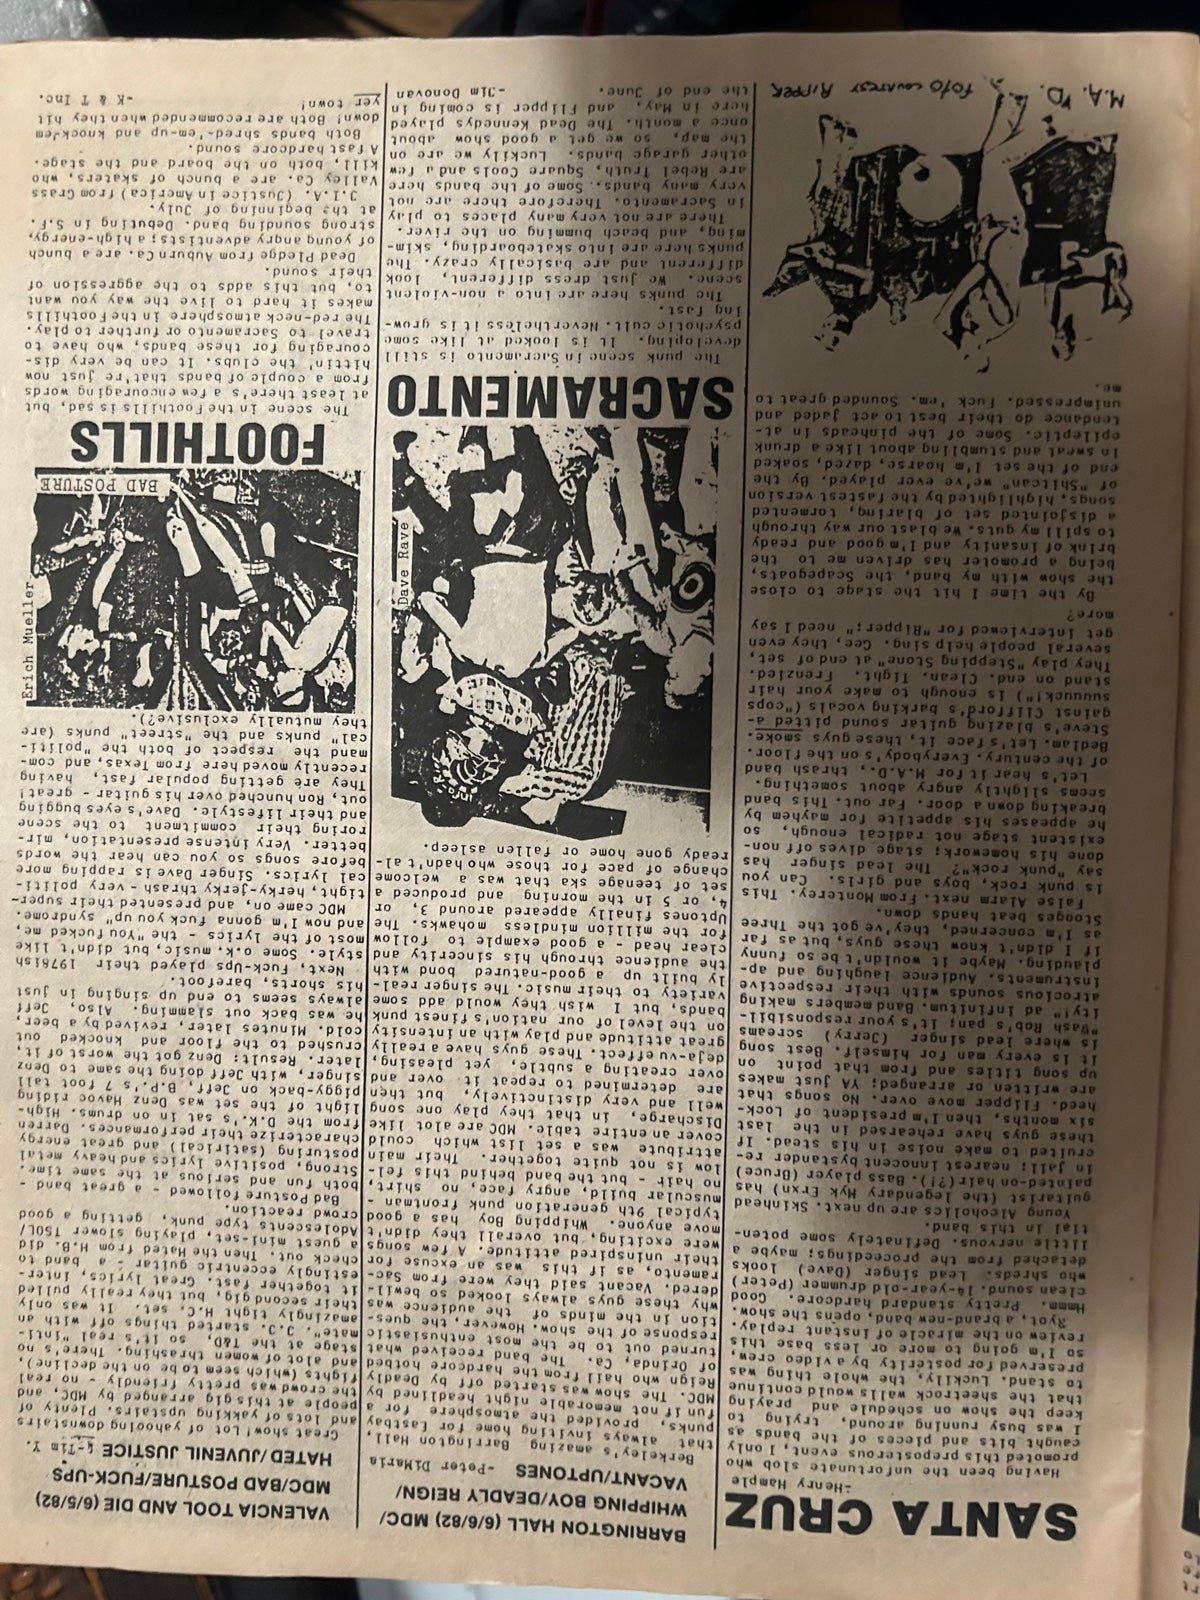 SANTA CRUZ
-Henry Hample
Having been the unfortunate slob who
promoted this preposterous event, I only
caught bits and pieces of the bands as
I was busy running around, trying to
keep the show on schedule and praying
that the sheetrock walls would continue
to stand. Luckily, the whole thing was
preserved for posterity by a video crew,
so I'm going to more or less base this
review on the miracle of instant replay.
Ryot, a brand-new band, opens the show.
Hmmm. Pretty standard hardcore. Good
clean sound. 14-year-old drummer (Peter)
who shreds. Lead singer (Dave) looks
detached from the proceedings; maybe a
little nervous. Definately some poten-
tial in this band.
Young Alcoholics are up next. Skinhead
guitarist (the legendary Myk Erxn) has
painted-on hair(?!). Bass player (Bruce)
in jail; nearest innocent bystander re-
cruited to make noise in his stead. If
these guys have rehearsed in the last
six months, then I'm president of Lock-
heed. Flipper move over. No songs that
are written or arranged; YA just makes
up song titles and from that point on
it is every man for himself. Best song
is where lead singer (Jerry) screams
"Wash Rob's pan; it's your responsibil-
ity!" ad infinitum. Band members making
atrocious sounds with their respective
instruments. Audience laughing and ap-
plauding. Maybe it wouldn't be so funny
if I didn't know these guys, but as far
as I'm concerned, they've got the Three
Stooges beat hands down.
False Alarm next. From Monterey. This
is punk rock, boys and girls. Can you
say "punk rock"? The lead singer has
done his homework; stage dives off non-
existent stage not radical enough, so
he appeases his appetite for mayhem by
breaking down a door. Far out. This band
seems slightly angry about something.
Let's hear it for M.A.D., thrash band
of the century. Everybody's on the floor.
Bedlam. Let's face it, these guys smoke.
Steve's blazing guitar sound pitted a-
gainst Clifford's barking vocals ("cops
suuuuck!") is enough to make your hair
stand on end. Clean. Tight. Frenzied.
They play "Stepping Stone" at end of set,
several people help sing. Gee, they even
get interviewed for "Ripper;" need I say
more?
By the time I hit the stage to close
the show with my band, the Scapegoats,
being a promoter has driven me to the
brink of insanity and I'm good and ready
to spill my guts. We blast our way through
a disjointed set of blaring, tormented
songs, highlighted by the fastest version
of "Shitcan" we've ever played. By the
end of the set I'm hoarse, dazed, soaked
in sweat and stumbling about like a drunk
epileptic. Some of the pinheads in at-
tendance do their best to act jaded and
unimpressed. Fuck 'em. Sounded great to
me.
M.A.D. FOTO COURTESY RIPPER
BARRINGTON HALL (6/6/82) MDC/
WHIPPING BOY/DEADLY REIGN/
VACANT/UPTONES -Peter DiMaria
Berkeley's amazing Barrington Hall,
that always inviting home for Eastbay
punks, provided the atmosphere for a
fun if not memorable night headlined by
MDC. The show was started off by Deadly
Reign who hail from the hardcore hotbed
of Orinda, Ca. The band received what
turned out to be the most enthusiastic
response of the show. However, the ques-
tion in the minds of the audience was
why these guys always looked so bewil-
dered. Vacant said they were from Sac-
ramento, as if this was an excuse for
their uninspired attitude. A few songs
were exciting, but overall they didn't
move anyone. Whipping Boy has a good
typical 9th generation punk frontman -
muscular build, angry face, no shirt,
no hair - but the band behind this fel-
low is not quite together. Their main
attribute was a set list which could
cover an entire table. MDC are alot like
Discharge, in that they play one song
well and very distinctively, but then
are determined to repeat it over and
over creating a subtle, yet pleasing,
deja-vu effect. These guys have a really
great attitude and play with an intensity
on the level of our nation's finest punk
bands, but I wish they would add some
variety to their music. The singer real-
ly built up a good-natured bond with
the audience through his sincerity and
clear head - a good example to follow
for the million mindless mohawks. The
Uptones finally appeared around 3, or
4, or 5 in the morning and produced a
set of teenage ska that was a welcome
change of pace for those who hadn't al-
ready gone home or fallen asleep.
Dave Rave
SACRAMENTO
The punk scene in Sacramento is still
developing. It is looked at like some
psychotic cult. Nevertheless it is grow-
ing fast.
The punks here are into a non-violent
scene. We just dress different, look
different and are basically crazy. The
punks here are into skateboarding, skim-
ming, and beach bumming on the river.
There are not very many places to play
in Sacramento. Therefore there are not
very many bands. Some of the bands here
are Rebel Truth, Square Cools and a few
other garage bands. Luckily we are on
the map, so we get a good show about
once a month. The Dead Kennedys played
here in May, and Flipper is coming in
the end of June. -Jim Donovan
VALENCIA TOOL AND DIE (6/5/82)
MDC/BAD POSTURE/FUCK-UPS
HATED/JUVENIL JUSTICE -Tim Y.
Great show! Lot of yahooing downstairs
and lots of yakking upstairs. Plenty of
people at this gig arranged by MDC, and
the crowd was pretty friendly - no real
fights (which seem to be on the decline),
and alot of women thrashing. There's no
stage at the T&D, so it's real "inti-
mate". J.J. started things off with an
amazingly tight H.C. set. It was only
their second gig, but they really pulled
it together fast. Great lyrics, inter-
estingly eccentric guitar - a band to
check out. Then the Hated from H.B. did
a guest mini-set, playing slower TSOL/
Adolescents type punk, getting a good
crowd reaction.
Bad Posture followed - a great band -
both fun and serious at the same time.
Strong, positive lyrics and heavy metal
posturing (satirical) and great energy
characterize their performances. Darren
from the D.K.'s sat in on drums. High-
light of the set was Denz Havoc riding
piggy-back on Jeff, B.P.'s 7 foot tall
singer, with Jeff doing the same to Denz
later. Result: Denz got the worst of it,
crushed to the floor and knocked out
cold. Minutes later, revived by a beer,
he was back out slamming. Also, Jeff
always seems to end up singing in just
his shorts, barefoot.
Next, Fuck-Ups played their 1978ish
style. Some o.k. music, but didn't like
most of the lyrics - the "You fucked me,
and now I'm gonna fuck you up" syndrome.
MDC came on, and presented their super-
tight, herky-jerky thrash - very politi-
cal lyrics. Singer Dave is rapping more
before songs so you can hear the words
better. Very intense presentation, mir-
roring their commitment to the scene
and their lifestyle. Dave's eyes bugging
out, Ron hunched over his guitar - great!
They are getting popular fast, having
recently moved here from Texas, and com-
mand the respect of both the "politi-
cal" punks and the "street" punks (are
they mutually exclusive?).
Erich Mueller
BAD POSTURE
FOOTHILLS
The scene in the Foothills is sad, but
at least there's a few encouraging words
from a couple of bands that're just now
hittin' the clubs. It can be very dis-
couraging for these bands, who have to
travel to Sacramento or further to play.
The red-neck atmosphere in the Foothills
makes it hard to live the way you want
to, but this adds to the aggression of
their sound.
Dead Pledge from Auburn Ca. are a bunch
of young angry adventists; a high-energy,
strong sounding band. Debuting in S.F.
at the beginning of July.
J.I.A. (Justice in America) from Grass
Valley Ca. are a bunch of skaters, who
kill, both on the board and the stage.
A fast hardcore sound.
Both bands shred-'em-up and knock'em
down! Both are recommended when they hit
yer town! -K & T Inc.